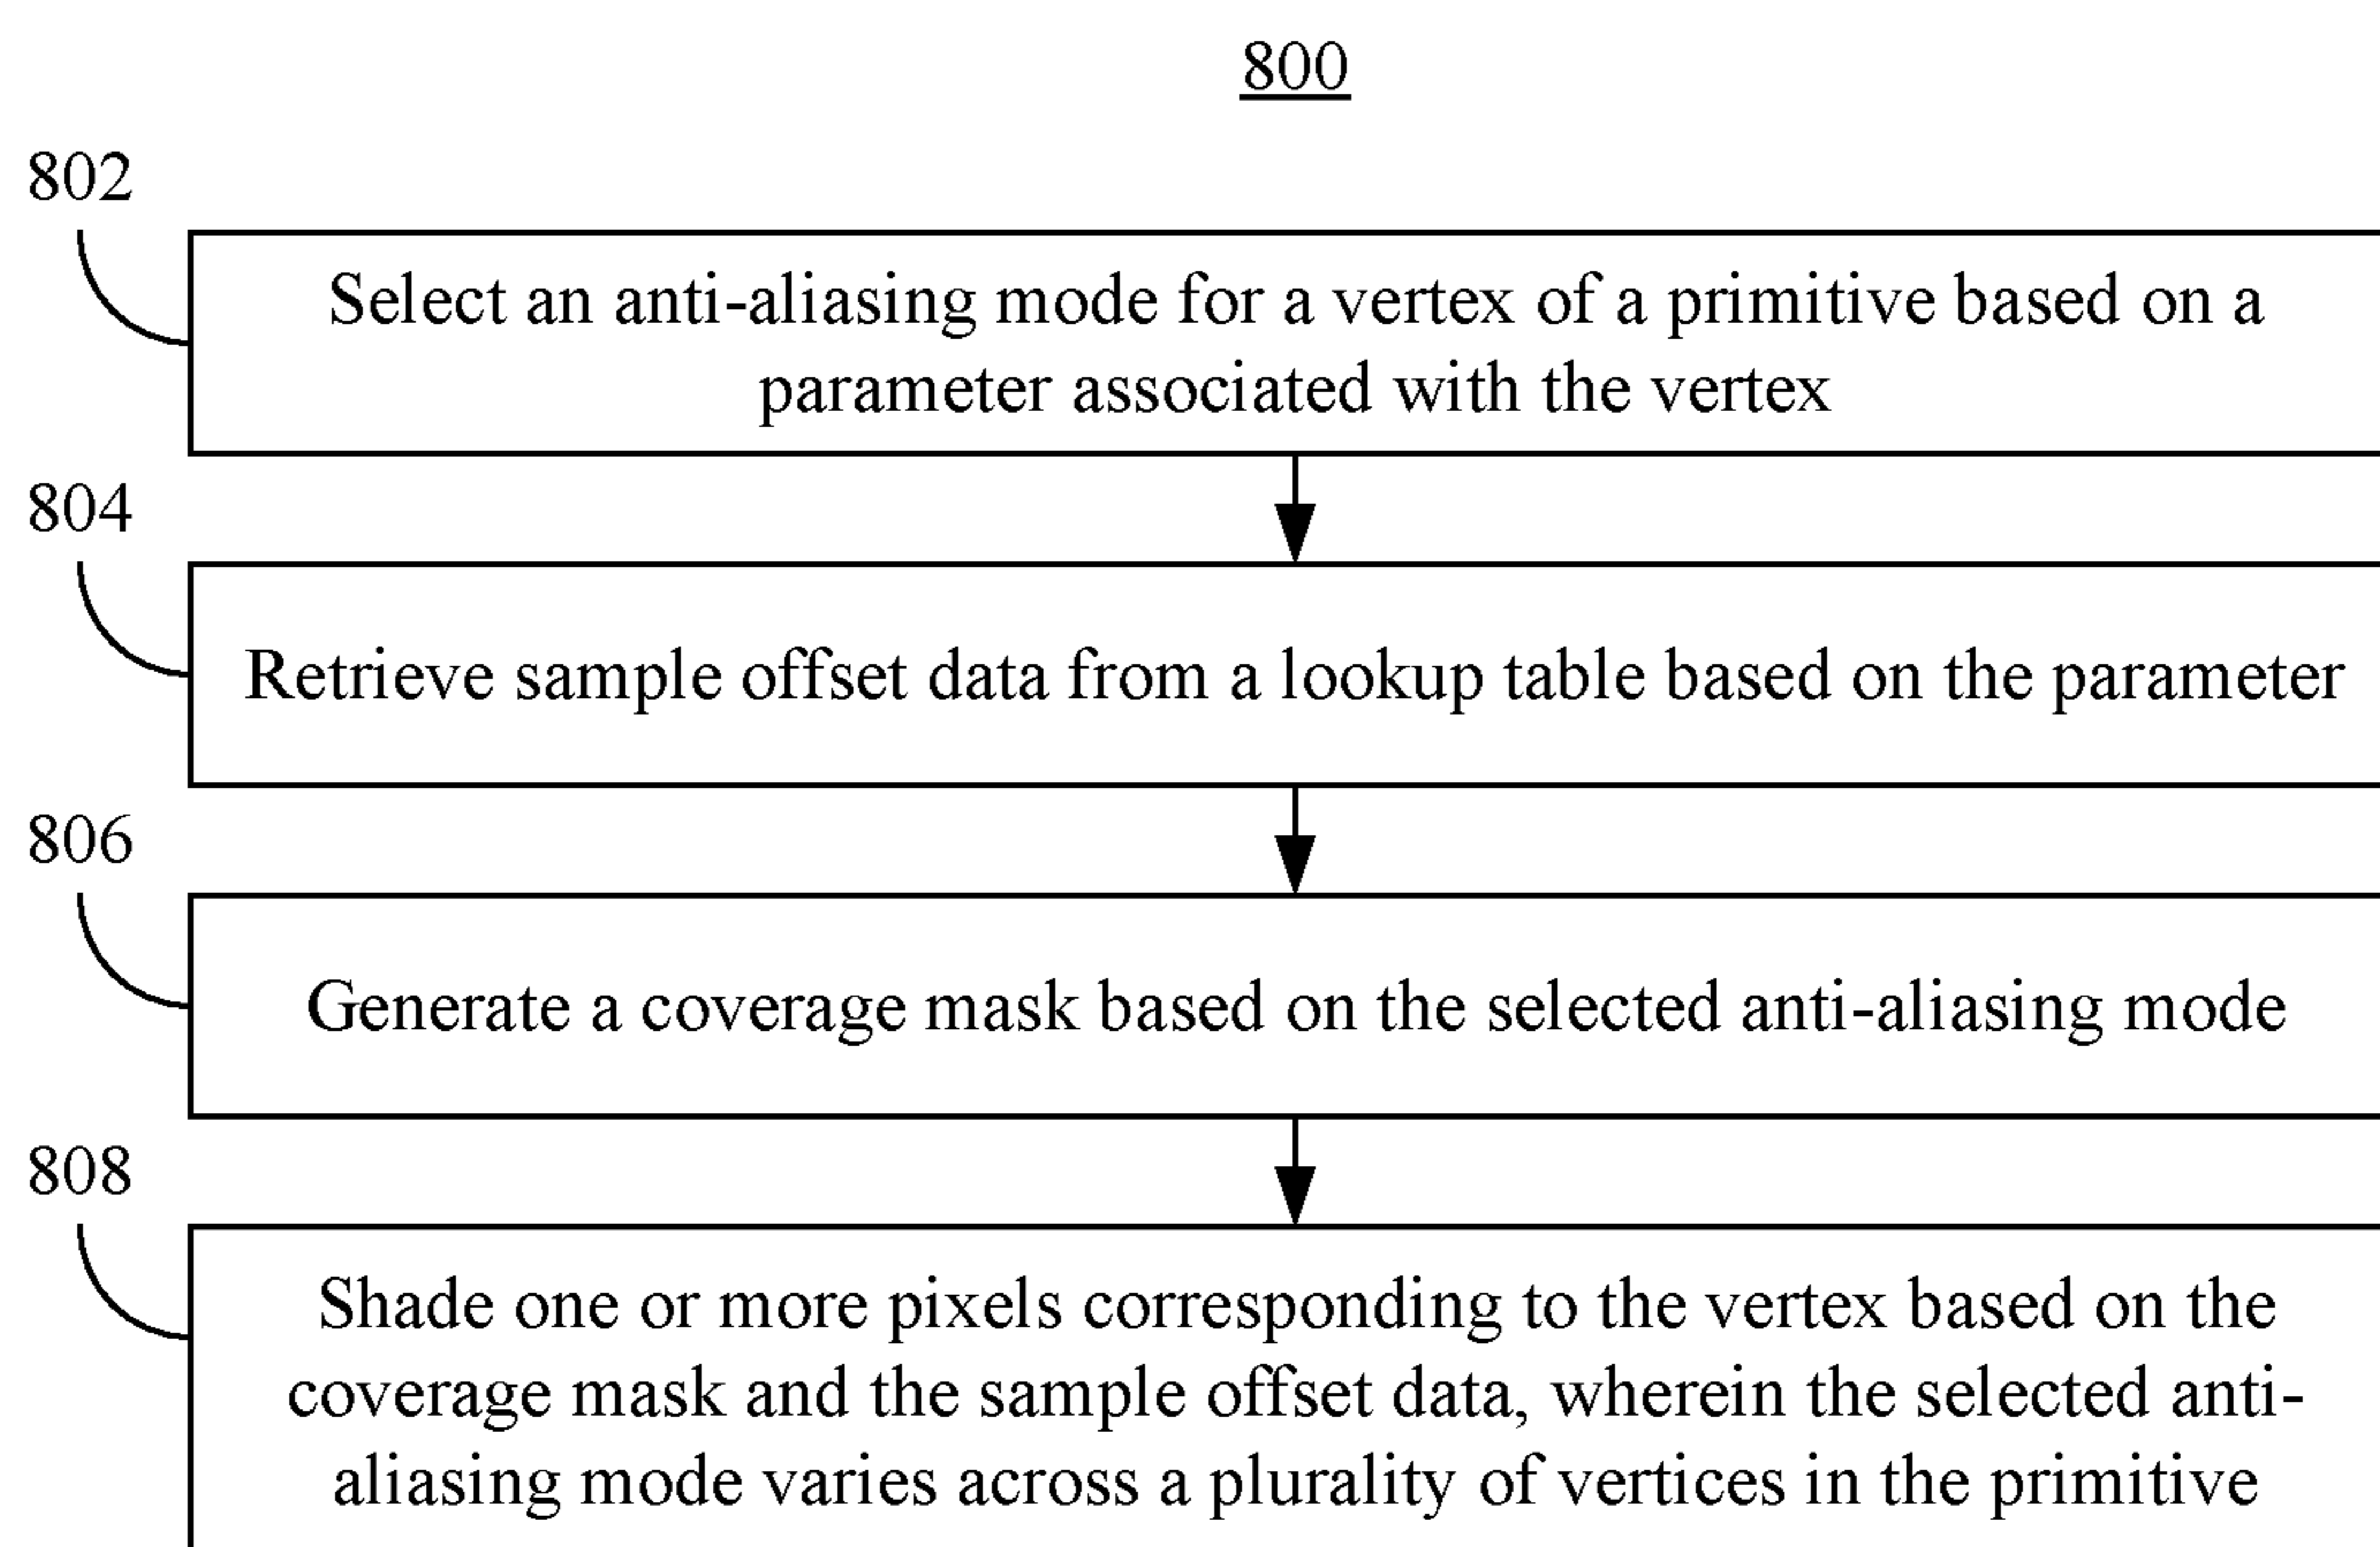 800
802
Select an anti-aliasing mode for a vertex of a primitive based on a
parameter associated with the vertex
804
Retrieve sample offset data from a lookup table based on the parameter
806
Generate a coverage mask based on the selected anti-aliasing mode
808
Shade one or more pixels corresponding to the vertex based on the
coverage mask and the sample offset data, wherein the selected anti-
aliasing mode varies across a plurality of vertices in the primitive